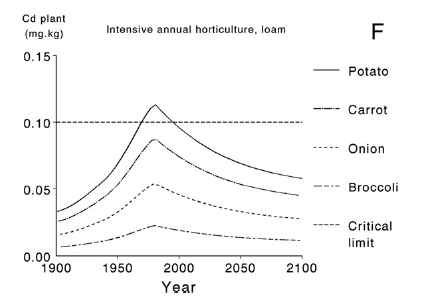 Cd plant
(mg.kg)
Intensive annual horticulture, loam
F
0.15
0.10
0.05
0.00
1900 1950 2000 2050 2100
Year
Potato
Carrot
Onion
Broccoli
Critical
limit